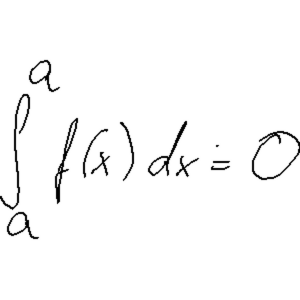 ∫ₐᵃ f(x) dx = 0